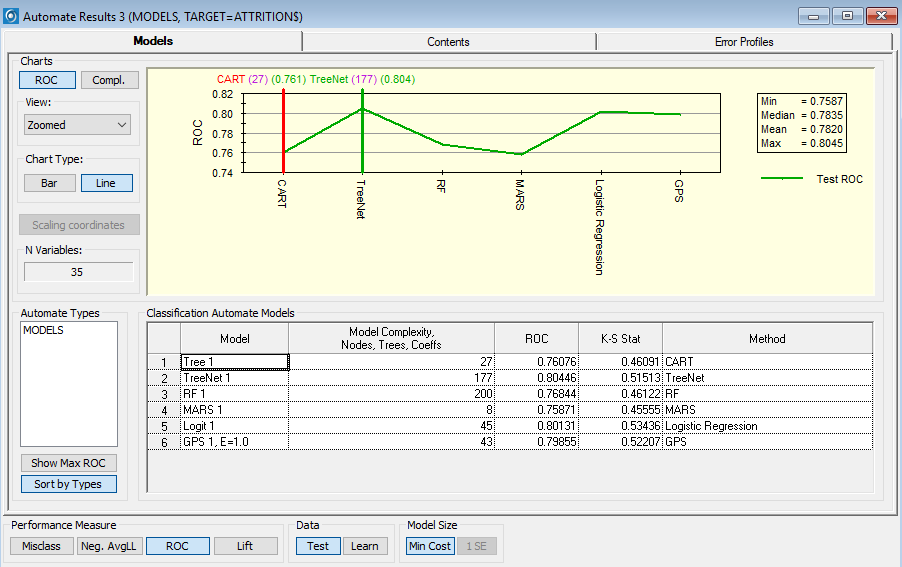 Automate Results 3 (MODELS, TARGET=ATTRITION$)
Models Contents Error Profiles
Charts
ROC Compl.
View:
Zoomed
Chart Type:
Bar Line
Scaling coordinates
N Variables:
35
CART (27) (0.761) TreeNet (177) (0.804)
ROC
0.82
0.80
0.78
0.76
0.74
CART
TreeNet
RF
MARS
Logistic Regression
GPS
Min = 0.7587
Median = 0.7835
Mean = 0.7820
Max = 0.8045
Test ROC
Automate Types
MODELS
Show Max ROC
Sort by Types
Classification Automate Models
Model Model Complexity, Nodes, Trees, Coeffs ROC K-S Stat Method
1 Tree 1 27 0.76076 0.46091 CART
2 TreeNet 1 177 0.80446 0.51513 TreeNet
3 RF 1 200 0.76844 0.46122 RF
4 MARS 1 8 0.75871 0.45555 MARS
5 Logit 1 45 0.80131 0.53436 Logistic Regression
6 GPS 1, E=1.0 43 0.79855 0.52207 GPS
Performance Measure
Misclass Neg. AvgLL ROC Lift
Data
Test Learn
Model Size
Min Cost 1 SE